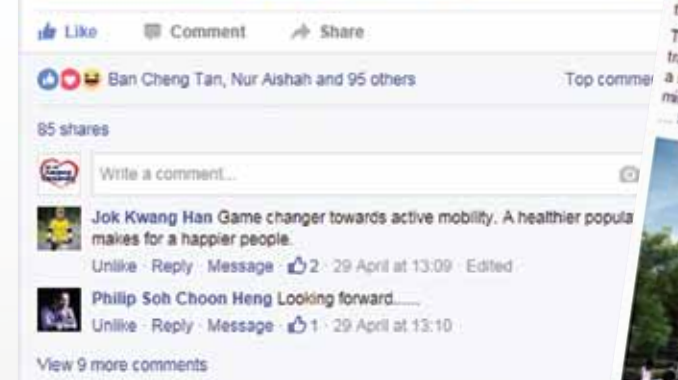 Like Comment Share
Ban Cheng Tan, Nur Aishah and 95 others Top comme
85 shares
Write a comment...
Jok Kwang Han Game changer towards active mobility. A healthier popula
makes for a happier people.
Unlike · Reply · Message · 2 · 29 April at 13:09 · Edited
Philip Soh Choon Heng Looking forward......
Unlike · Reply · Message · 1 · 29 April at 13:10
View 9 more comments